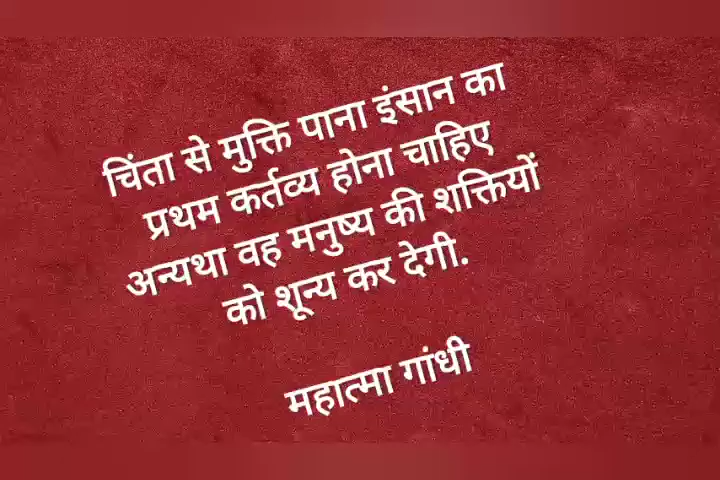 चिंता से मुक्ति पाना इंसान का
प्रथम कर्तव्य होना चाहिए
अन्यथा वह मनुष्य की शक्तियों
को शून्य कर देगी.
महात्मा गांधी